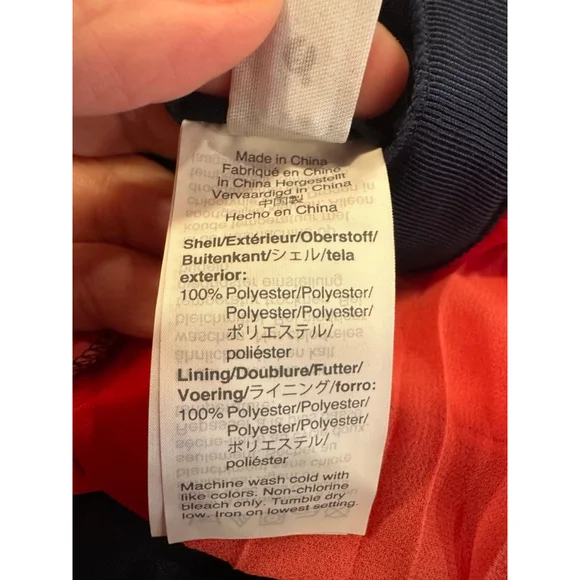 Made in China
Fabriqué en Chine
In China Hergestellt
Vervaardigd in China
中国製
Hecho en China
Shell/Extérieur/Oberstoff/
Buitenkant/シェル/tela
exterior:
100% Polyester/Polyester/
Polyester/Polyester/
ポリエステル/
poliéster
Lining/Doublure/Futter/
Voering/ライニング/forro:
100% Polyester/Polyester/
Polyester/Polyester/
ポリエステル/
poliéster
Machine wash cold with
like colors. Non-chlorine
bleach only. Tumble dry
low. Iron on lowest setting.